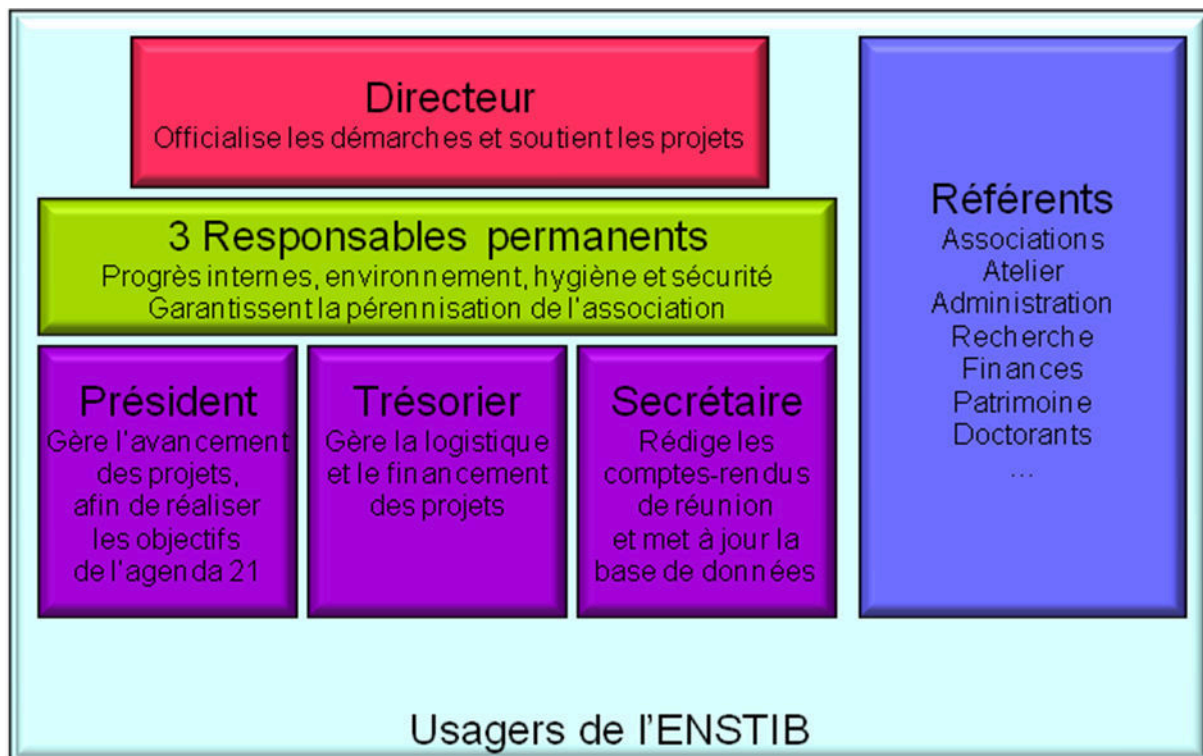 Directeur
Officialise les démarches et soutient les projets
3 Responsables permanents
Progrès internes, environnement, hygiène et sécurité
Garantissent la pérennisation de l'association
Président
Gère l'avancement
des projets,
afin de réaliser
les objectifs
de l'agenda 21
Trésorier
Gère la logistique
et le financement
des projets
Secrétaire
Rédige les
comptes-rendus
de réunion
et met à jour la
base de données
Référents
Associations
Atelier
Administration
Recherche
Finances
Patrimoine
Doctorants
...
Usagers de l'ENSTIB